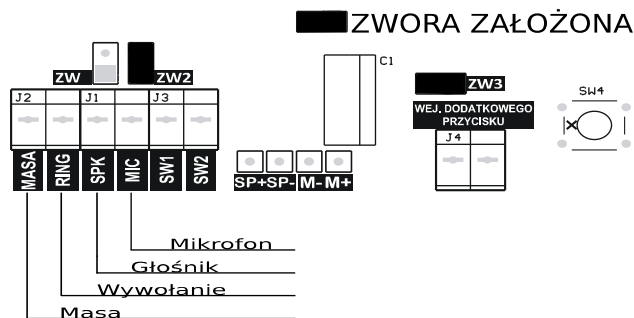 ZWORA ZAŁOŻONA
C1
ZW ZW2
ZW3
SW4
J2 J1 J3
WEJ. DODATKOWEGO
PRZYCISKU
J4
MASA RING SPK MIC SW1 SW2
SP+ SP- M- M+
Mikrofon
Głośnik
Wywołanie
Masa